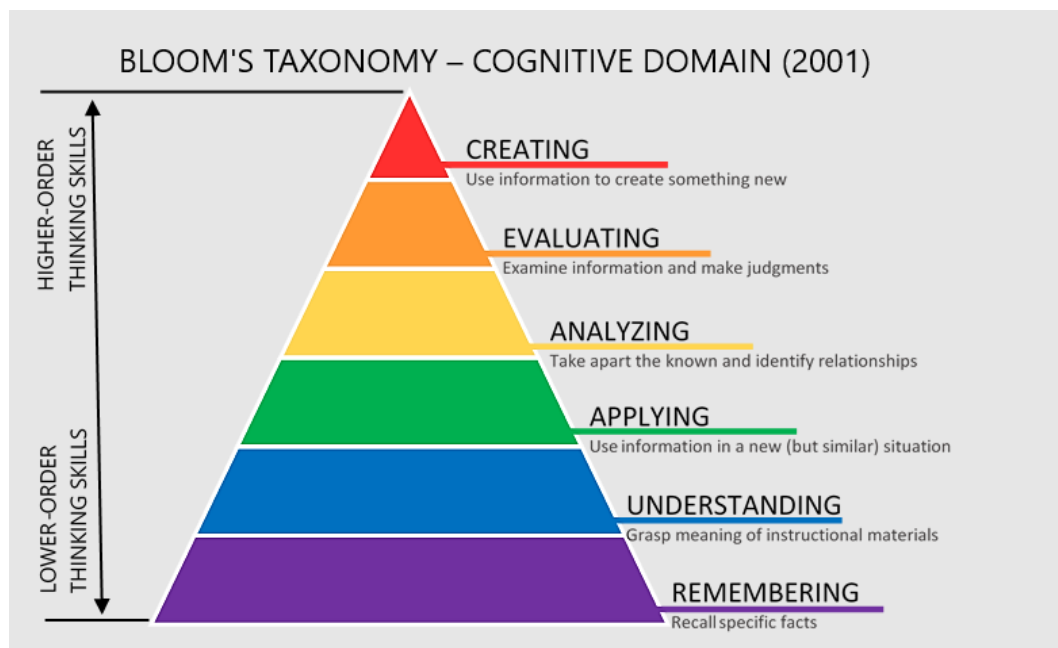 BLOOM'S TAXONOMY – COGNITIVE DOMAIN (2001)
HIGHER-ORDER
THINKING SKILLS
CREATING
Use information to create something new
EVALUATING
Examine information and make judgments
ANALYZING
Take apart the known and identify relationships
APPLYING
Use information in a new (but similar) situation
LOWER-ORDER
THINKING SKILLS
UNDERSTANDING
Grasp meaning of instructional materials
REMEMBERING
Recall specific facts